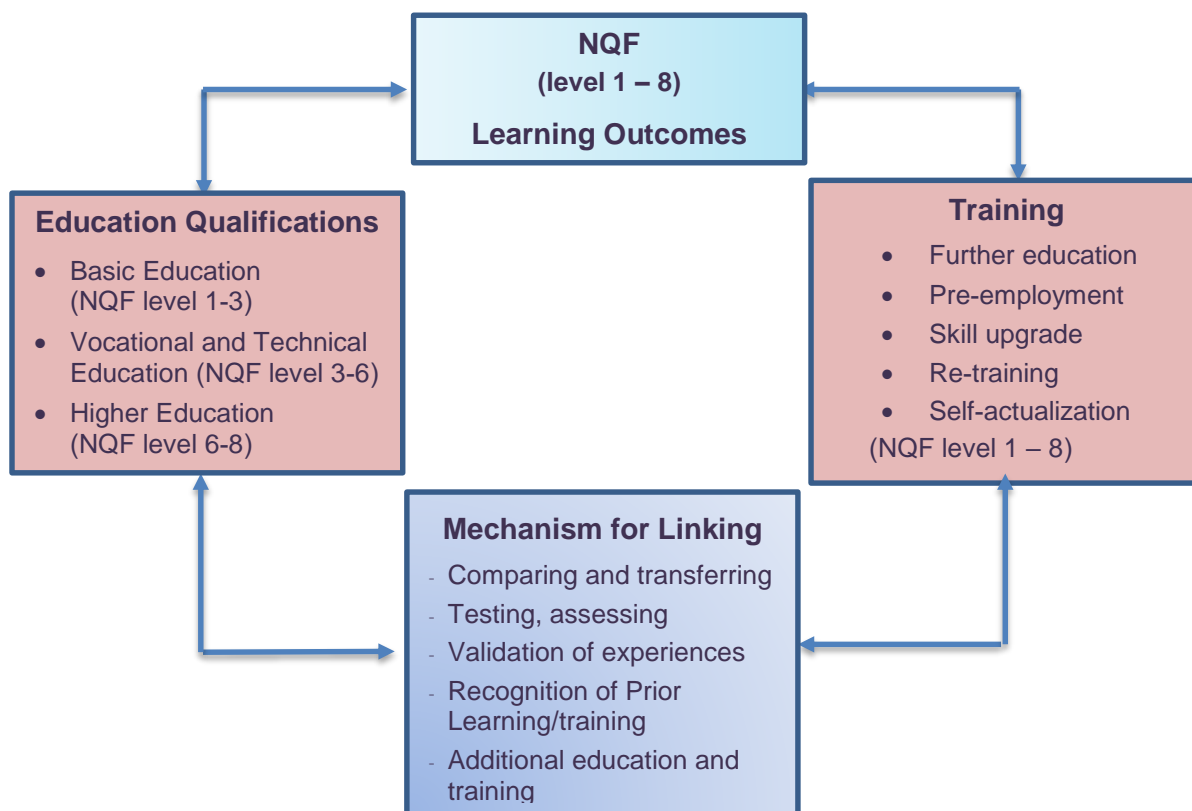 NQF
(level 1 – 8)
Learning Outcomes
Education Qualifications
• Basic Education
(NQF level 1-3)
• Vocational and Technical
Education (NQF level 3-6)
• Higher Education
(NQF level 6-8)
Training
• Further education
• Pre-employment
• Skill upgrade
• Re-training
• Self-actualization
(NQF level 1 – 8)
Mechanism for Linking
- Comparing and transferring
- Testing, assessing
- Validation of experiences
- Recognition of Prior
Learning/training
- Additional education and
training